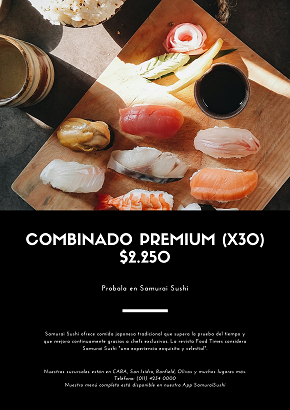 COMBINADO PREMIUM (X30)
$2.250
Probala en Samurai Sushi
Samurai Sushi ofrece comida japonesa tradicional que supera la prueba del tiempo y
que mejora continuamente gracias a chefs exclusivos. La revista Food Times considera
Samurai Sushi "una experiencia exquisita y celestial".
Nuestras sucursales están en CABA, San Isidro, Banfield, Olivos y muchos lugares más.
Teléfono: (011) 4234 0000
Nuestro menú completo está disponible en nuestra App SamuraiSushi